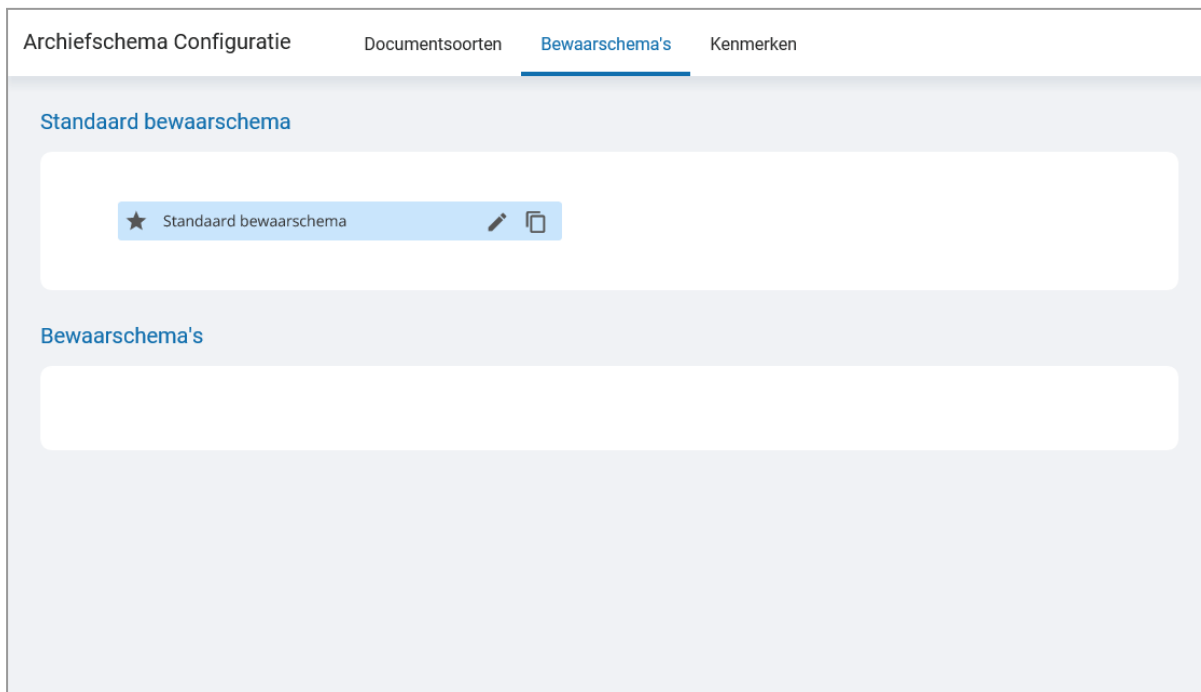 Archiefschema Configuratie Documentsoorten Bewaarschema's Kenmerken
Standaard bewaarschema
Standaard bewaarschema
Bewaarschema's